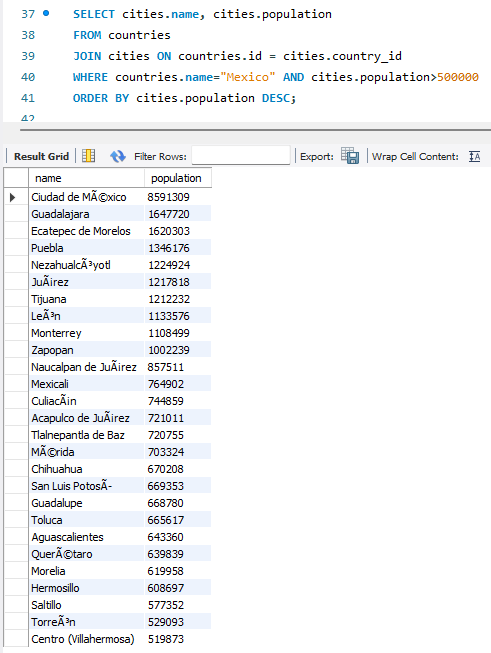 37 SELECT cities.name, cities.population
38 FROM countries
39 JOIN cities ON countries.id = cities.country_id
40 WHERE countries.name="Mexico" AND cities.population>500000
41 ORDER BY cities.population DESC;
42
Result Grid Filter Rows: Export: Wrap Cell Content: IA
name population
Ciudad de MÃ©xico 8591309
Guadalajara 1647720
Ecatepec de Morelos 1620303
Puebla 1346176
NezahualcÃ³yotl 1224924
JuÃ¡rez 1217818
Tijuana 1212232
LeÃ³n 1133576
Monterrey 1108499
Zapopan 1002239
Naucalpan de JuÃ¡rez 857511
Mexicali 764902
CuliacÃ¡n 744859
Acapulco de JuÃ¡rez 721011
Tlalnepantla de Baz 720755
MÃ©rida 703324
Chihuahua 670208
San Luis PotosÃ- 669353
Guadalupe 668780
Toluca 665617
Aguascalientes 643360
QuerÃ©taro 639839
Morelia 619958
Hermosillo 608697
Saltillo 577352
TorreÃ³n 529093
Centro (Villahermosa) 519873